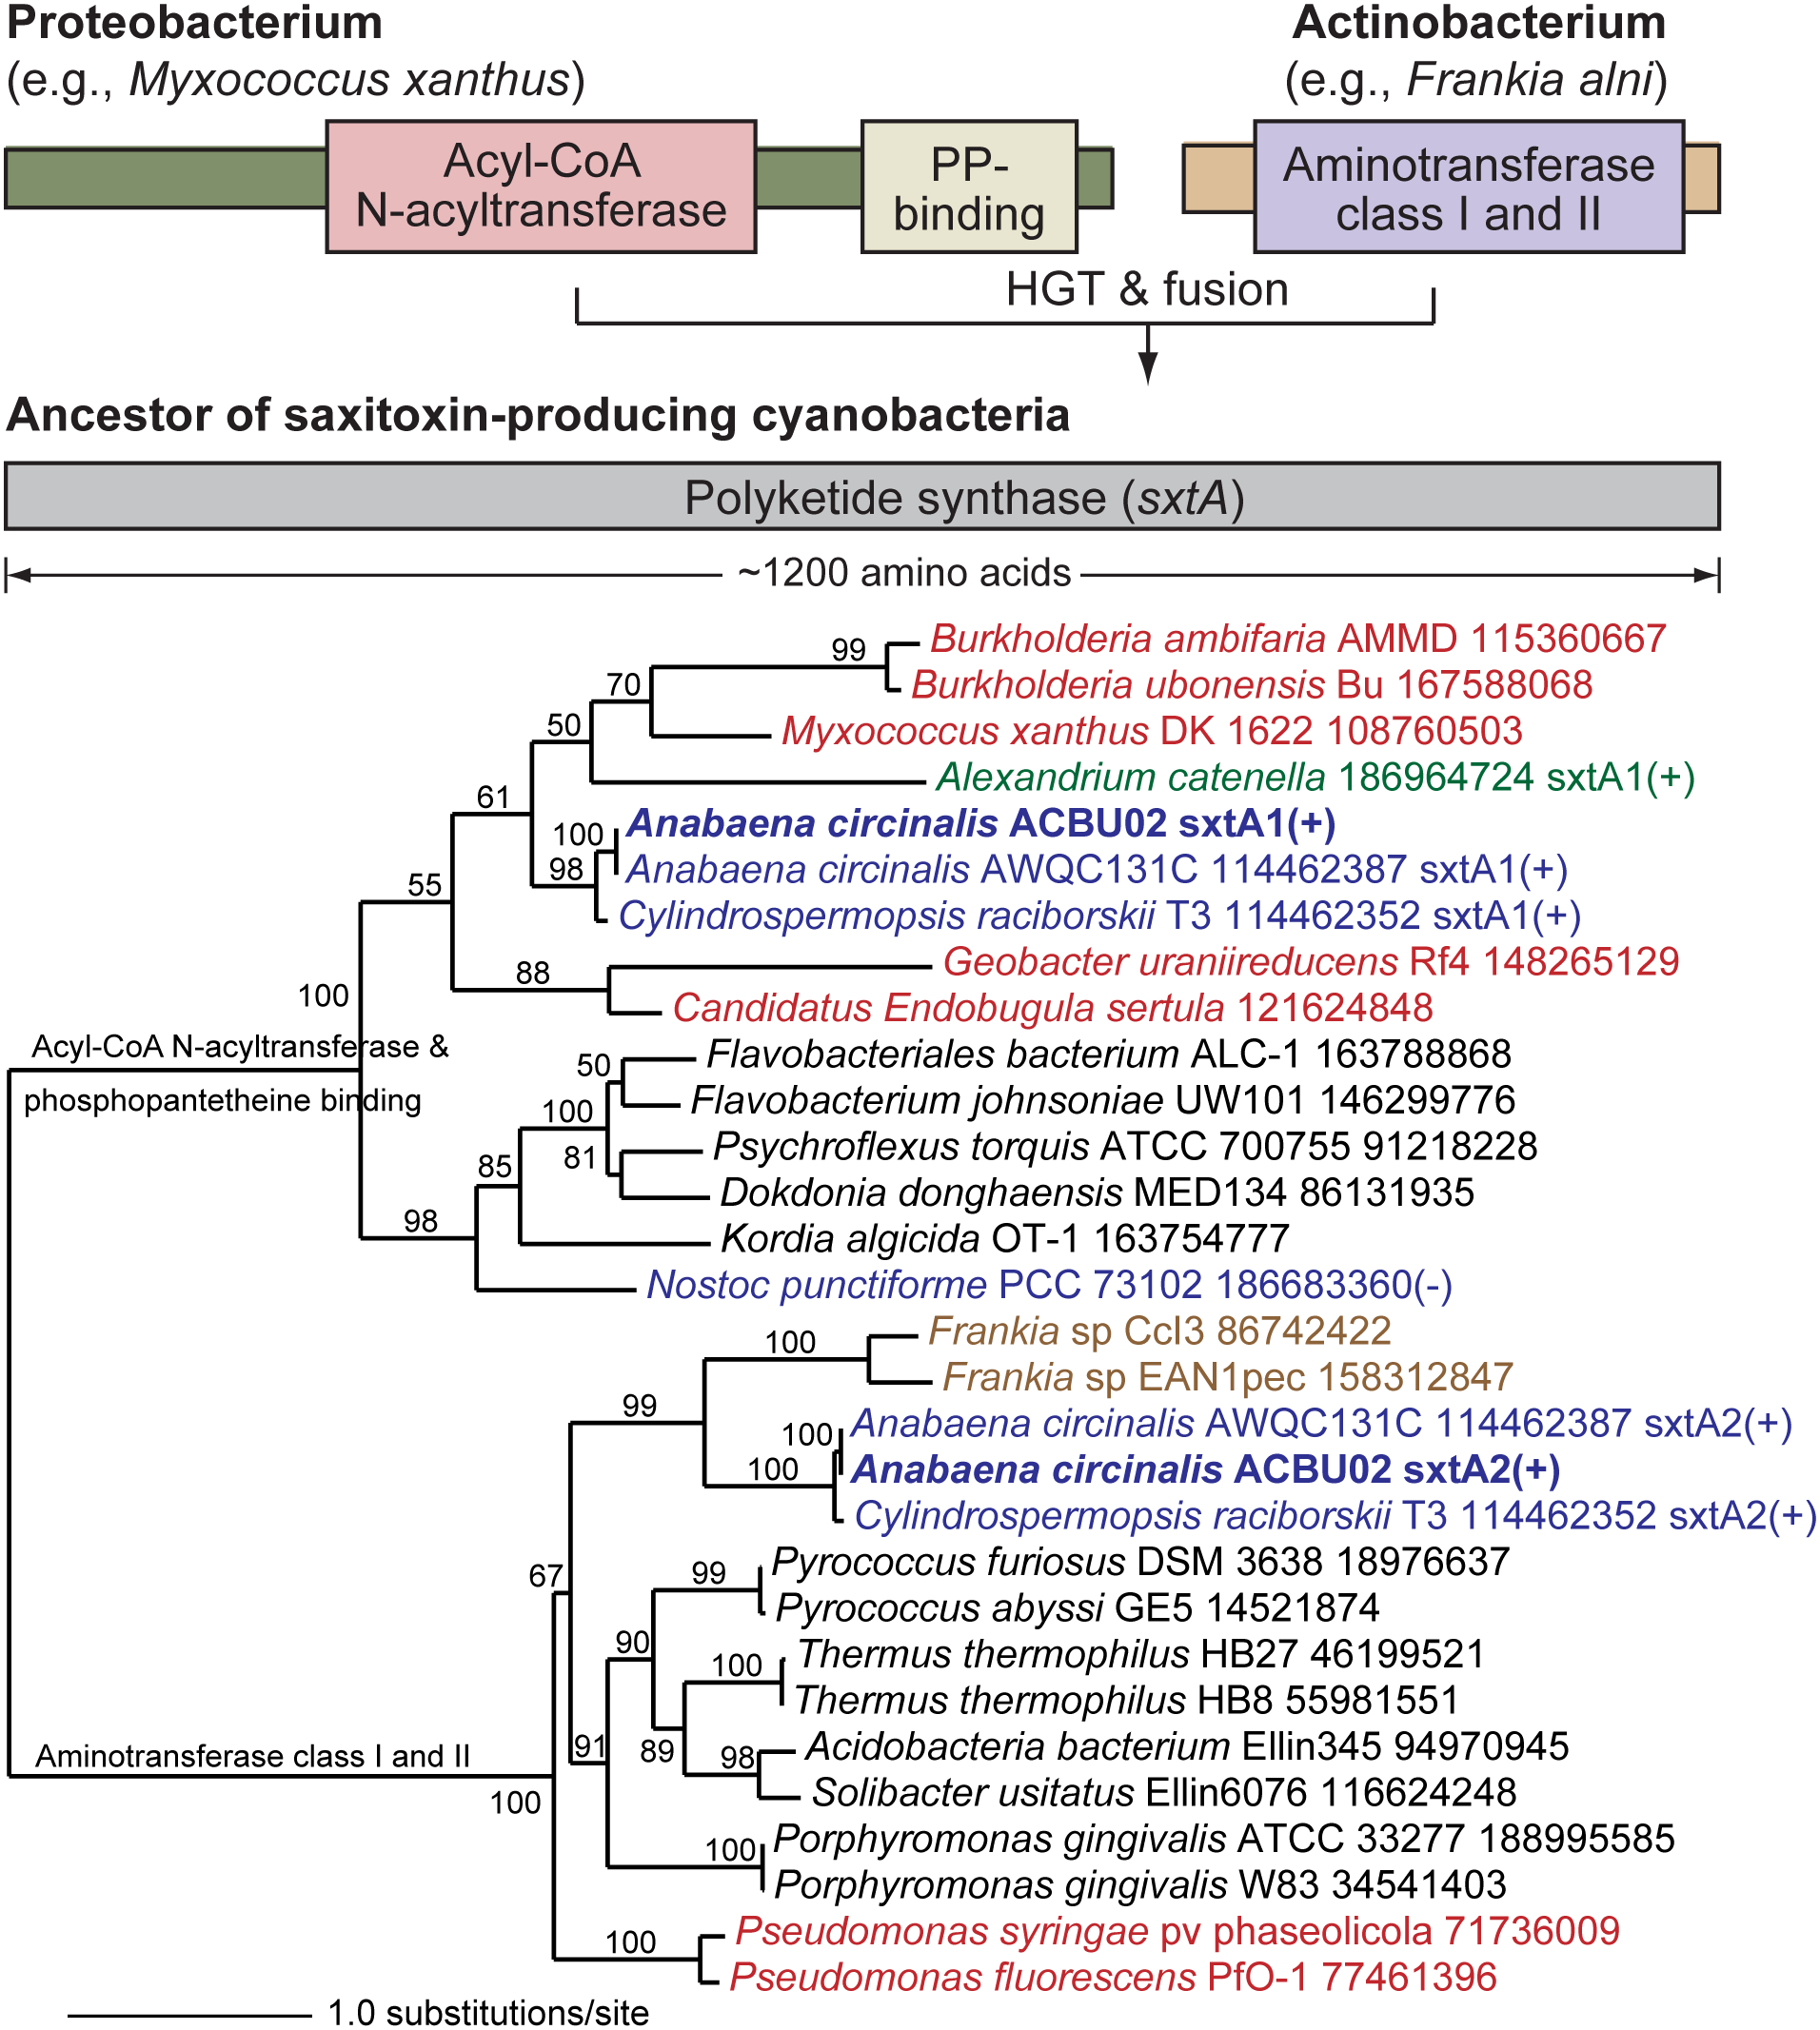 Proteobacterium
(e.g., Myxococcus xanthus)
Actinobacterium
(e.g., Frankia alni)
Acyl-CoA
N-acyltransferase
PP-
binding
Aminotransferase
class I and II
HGT & fusion
Ancestor of saxitoxin-producing cyanobacteria
Polyketide synthase (sxtA)
~1200 amino acids
99
Burkholderia ambifaria AMMD 115360667
Burkholderia ubonensis Bu 167588068
70
Myxococcus xanthus DK 1622 108760503
50
Alexandrium catenella 186964724 sxtA1(+)
61
Anabaena circinalis ACBU02 sxtA1(+)
100
Anabaena circinalis AWQC131C 114462387 sxtA1(+)
98
Cylindrospermopsis raciborskii T3 114462352 sxtA1(+)
55
Geobacter uraniireducens Rf4 148265129
88
Candidatus Endobugula sertula 121624848
100
Acyl-CoA N-acyltransferase &
phosphopantetheine binding
Flavobacteriales bacterium ALC-1 163788868
50
Flavobacterium johnsoniae UW101 146299776
100
Psychroflexus torquis ATCC 700755 91218228
81
Dokdonia donghaensis MED134 86131935
85
Kordia algicida OT-1 163754777
98
Nostoc punctiforme PCC 73102 186683360(-)
Frankia sp CcI3 86742422
100
Frankia sp EAN1pec 158312847
99
Anabaena circinalis AWQC131C 114462387 sxtA2(+)
100
Anabaena circinalis ACBU02 sxtA2(+)
100
Cylindrospermopsis raciborskii T3 114462352 sxtA2(+)
67
Pyrococcus furiosus DSM 3638 18976637
99
Pyrococcus abyssi GE5 14521874
90
Thermus thermophilus HB27 46199521
100
Thermus thermophilus HB8 55981551
91
89
Acidobacteria bacterium Ellin345 94970945
98
Solibacter usitatus Ellin6076 116624248
Aminotransferase class I and II
100
Porphyromonas gingivalis ATCC 33277 188995585
100
Porphyromonas gingivalis W83 34541403
Pseudomonas syringae pv phaseolicola 71736009
100
Pseudomonas fluorescens PfO-1 77461396
1.0 substitutions/site